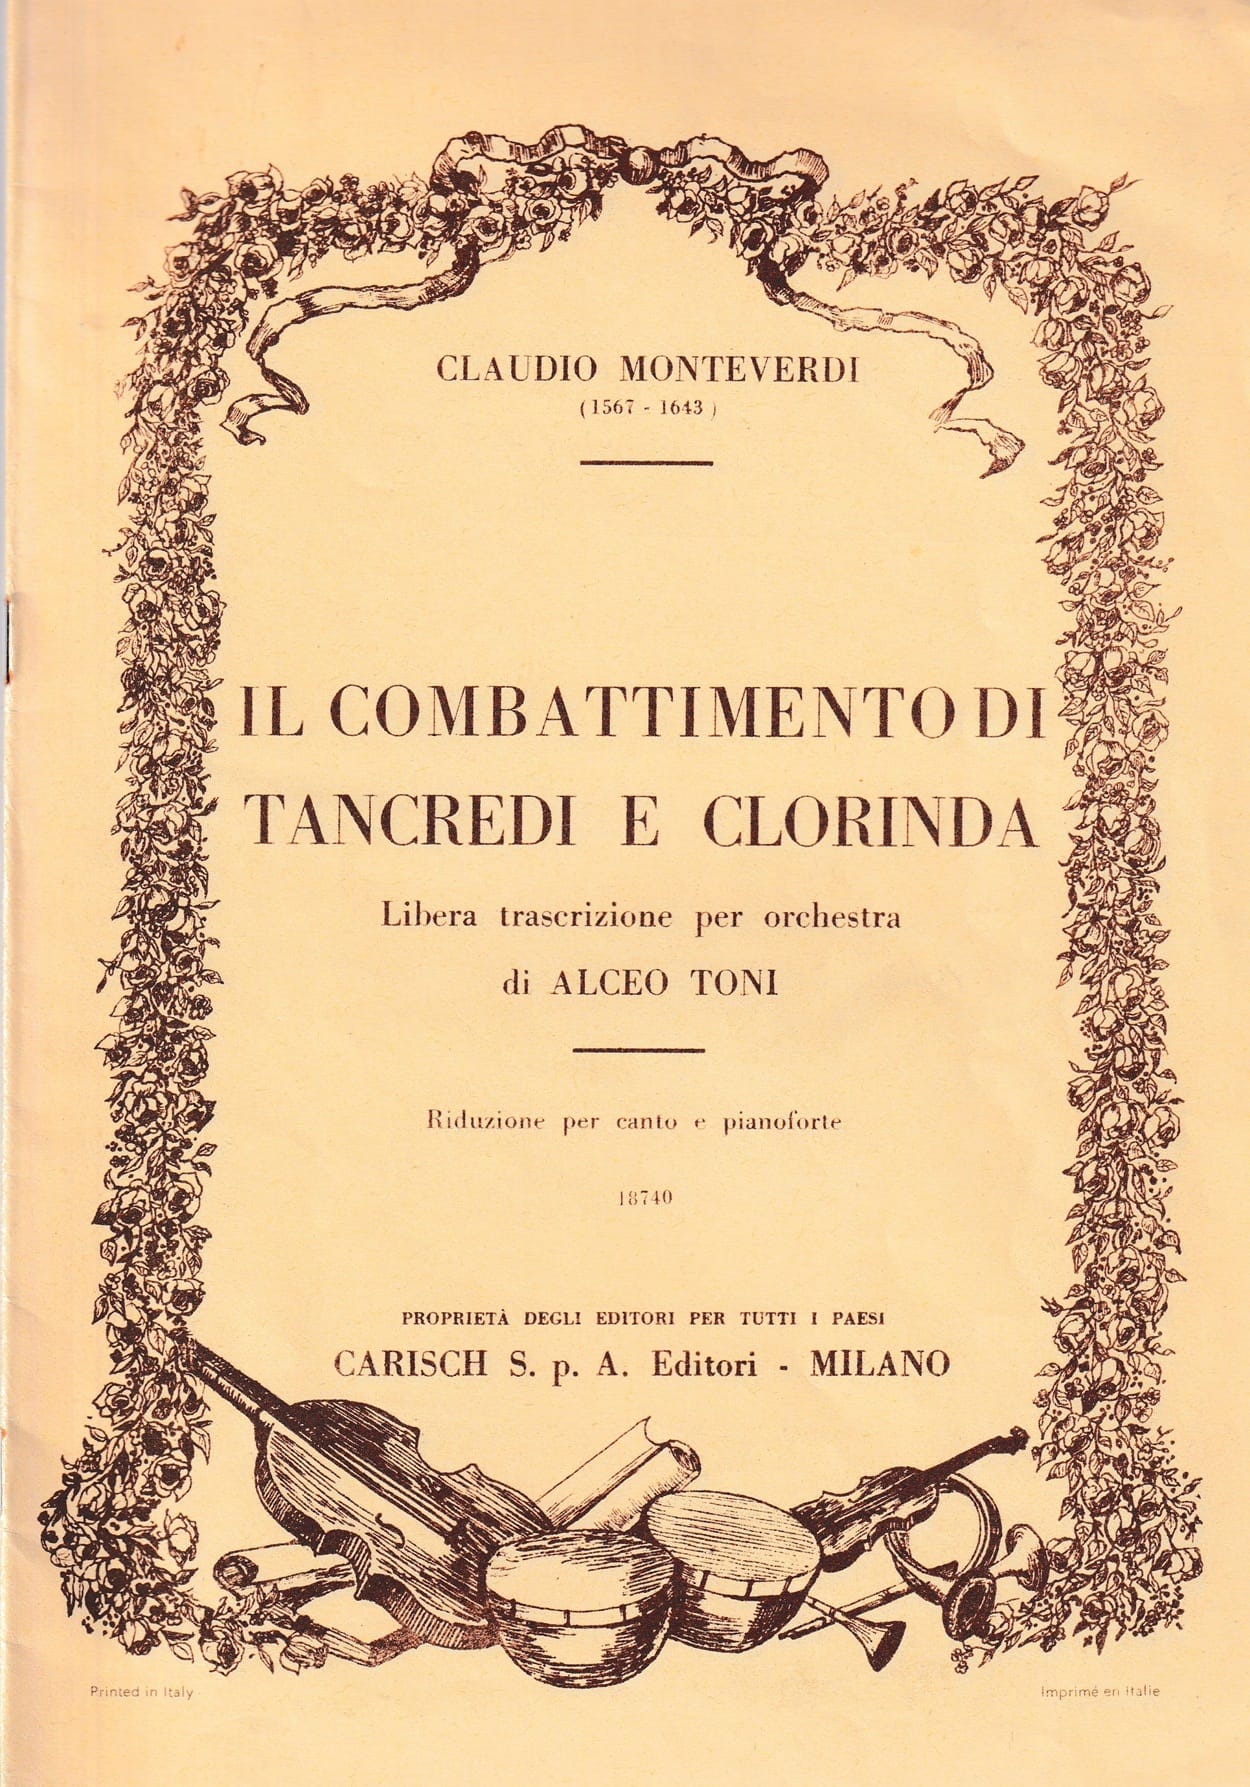 CLAUDIO MONTEVERDI
(1567 - 1643)
IL COMBATTIMENTO DI
TANCREDI E CLORINDA
Libera trascrizione per orchestra
di ALCEO TONI
Riduzione per canto e pianoforte
18740
PROPRIETÀ DEGLI EDITORI PER TUTTI I PAESI
CARISCH S. p. A. Editori - MILANO
Printed in Italy
Imprimé en Italie